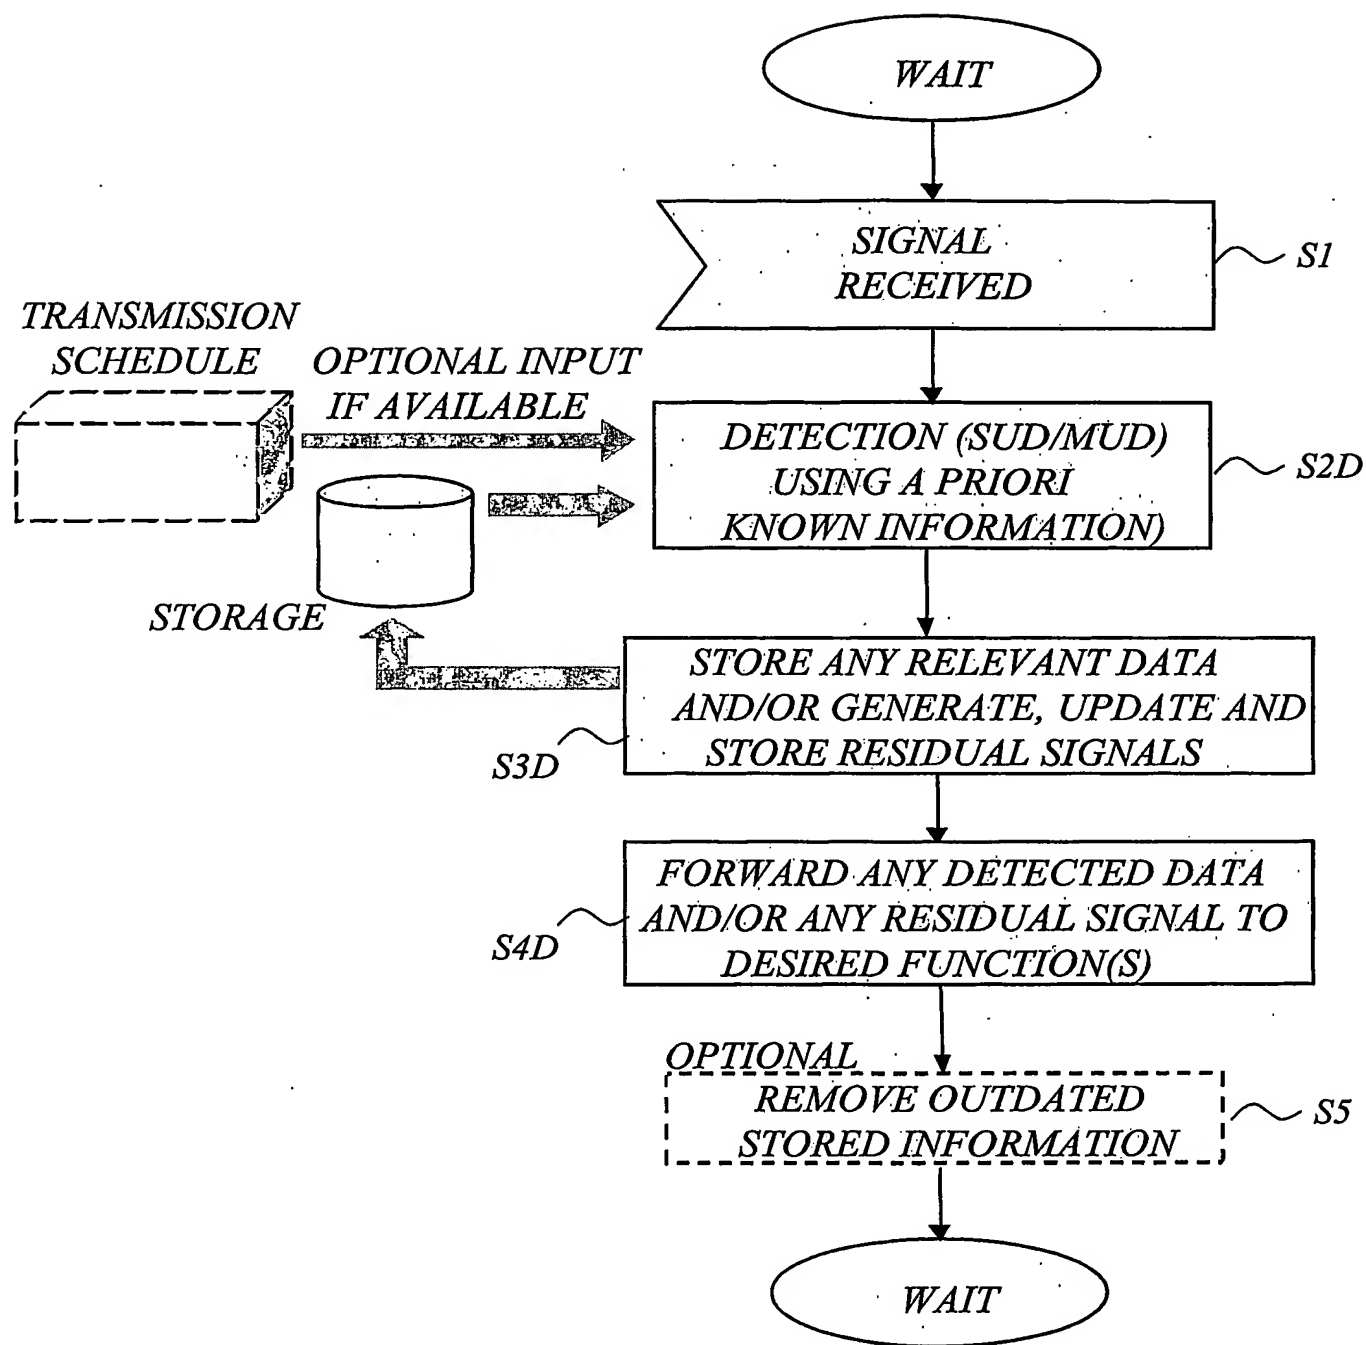 WAIT
SIGNAL
RECEIVED
S1
TRANSMISSION
SCHEDULE
OPTIONAL INPUT
IF AVAILABLE
DETECTION (SUD/MUD)
USING A PRIORI
KNOWN INFORMATION)
S2D
STORAGE
STORE ANY RELEVANT DATA
AND/OR GENERATE, UPDATE AND
STORE RESIDUAL SIGNALS
S3D
FORWARD ANY DETECTED DATA
AND/OR ANY RESIDUAL SIGNAL TO
DESIRED FUNCTION(S)
S4D
OPTIONAL
REMOVE OUTDATED
STORED INFORMATION
S5
WAIT